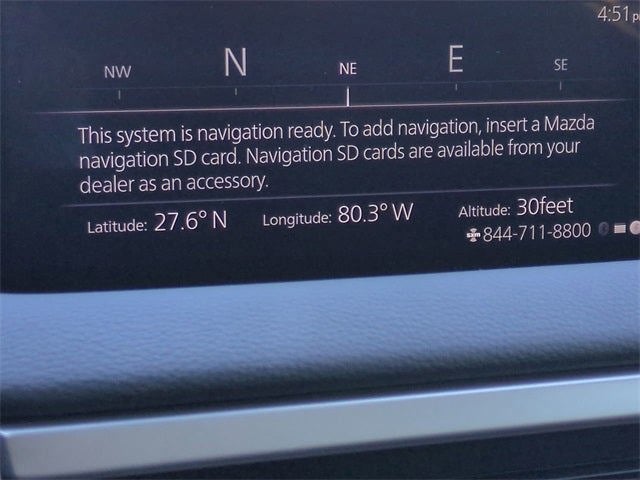 4:51 p
NW N NE E SE
This system is navigation ready. To add navigation, insert a Mazda
navigation SD card. Navigation SD cards are available from your
dealer as an accessory.
Latitude: 27.6° N Longitude: 80.3° W Altitude: 30feet
sxm 844-711-8800